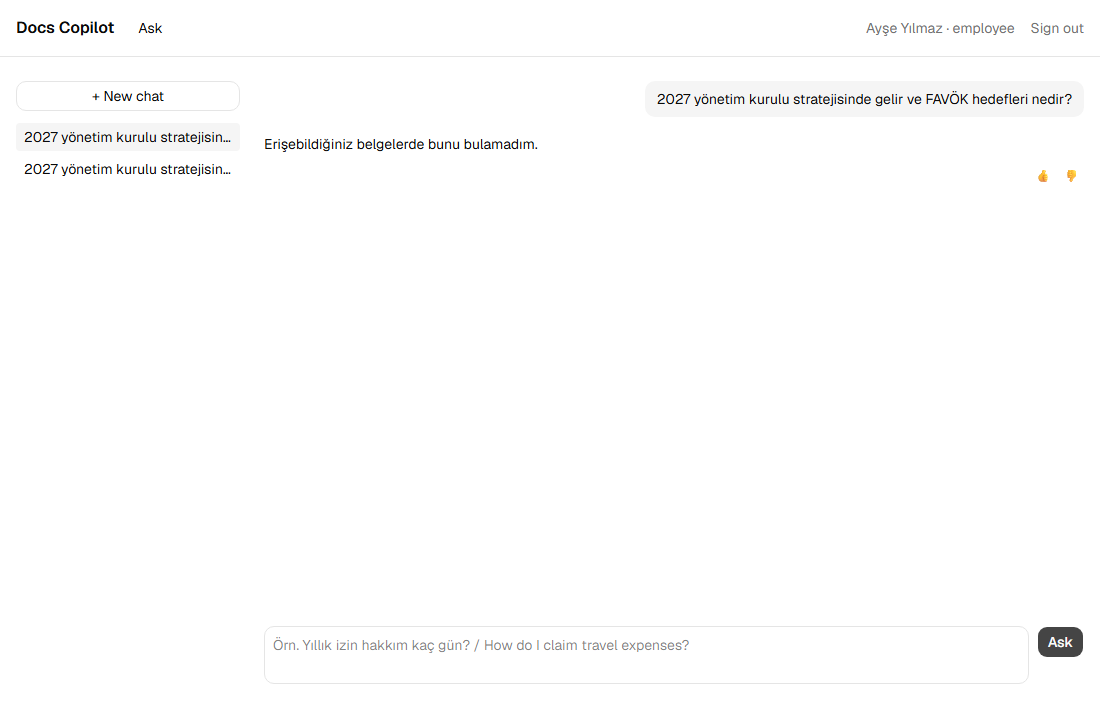 Docs Copilot
Ask
Ayşe Yılmaz · employee
Sign out
+ New chat
2027 yönetim kurulu stratejisin...
2027 yönetim kurulu stratejisin...
2027 yönetim kurulu stratejisinde gelir ve FAVÖK hedefleri nedir?
Erişebildiğiniz belgelerde bunu bulamadım.
Örn. Yıllık izin hakkım kaç gün? / How do I claim travel expenses?
Ask